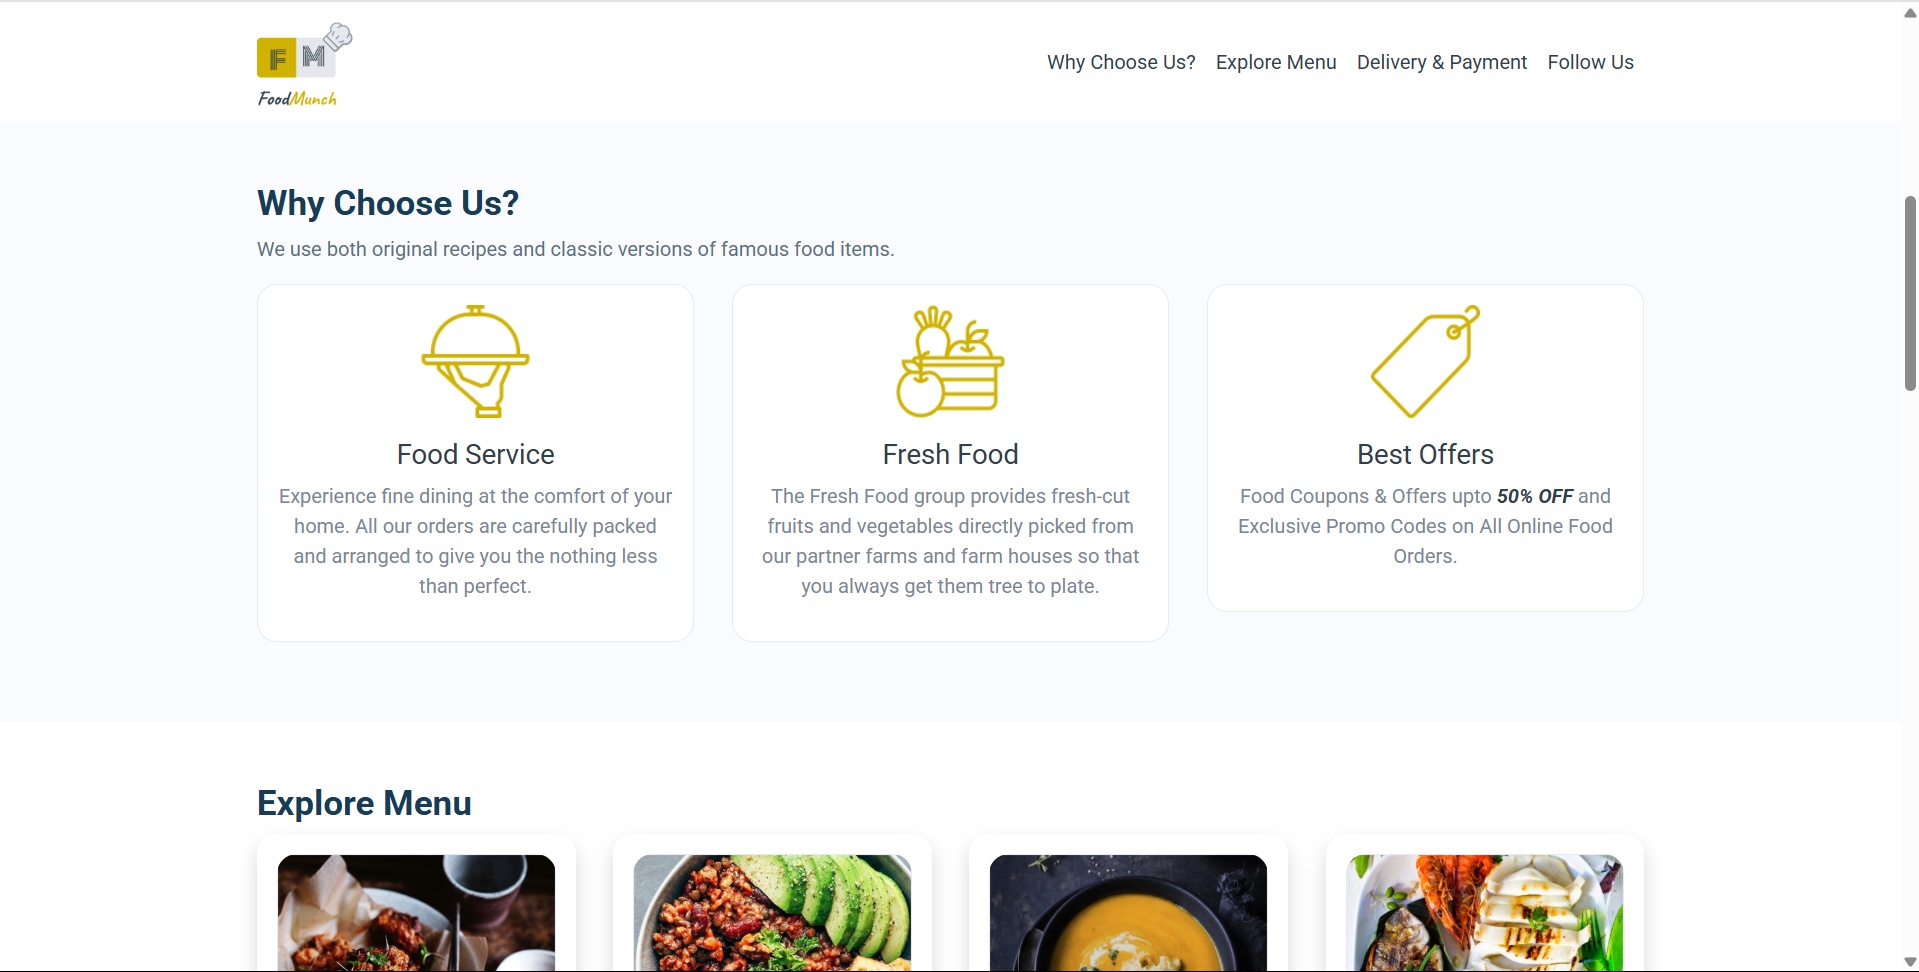 F M
FoodMunch
Why Choose Us? Explore Menu Delivery & Payment Follow Us
Why Choose Us?
We use both original recipes and classic versions of famous food items.
Food Service
Experience fine dining at the comfort of your
home. All our orders are carefully packed
and arranged to give you the nothing less
than perfect.
Fresh Food
The Fresh Food group provides fresh-cut
fruits and vegetables directly picked from
our partner farms and farm houses so that
you always get them tree to plate.
Best Offers
Food Coupons & Offers upto 50% OFF and
Exclusive Promo Codes on All Online Food
Orders.
Explore Menu